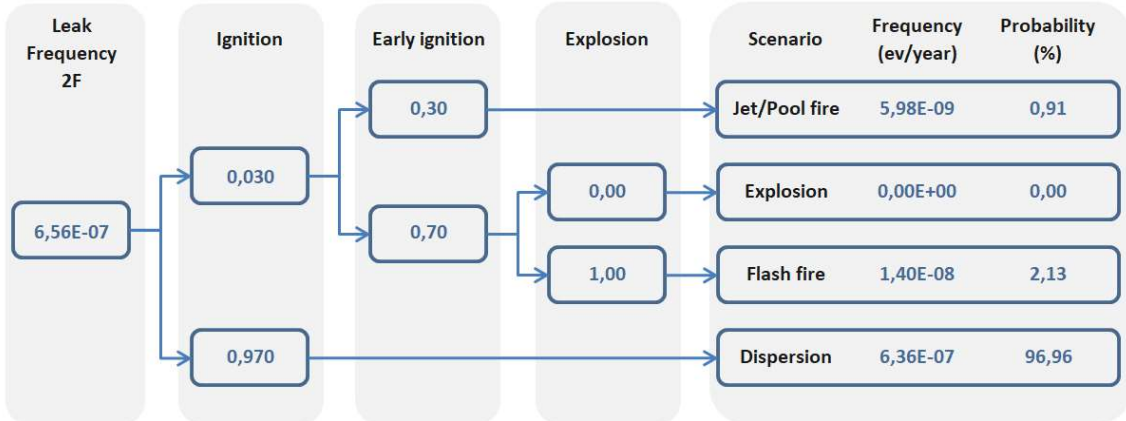 Leak
Frequency
2F
Ignition
Early ignition
Explosion
Scenario
Frequency
(ev/year)
Probability
(%)
0,30
Jet/Pool fire 5,98E-09 0,91
0,030
0,00
Explosion 0,00E+00 0,00
6,56E-07
0,70
1,00
Flash fire 1,40E-08 2,13
0,970
Dispersion 6,36E-07 96,96